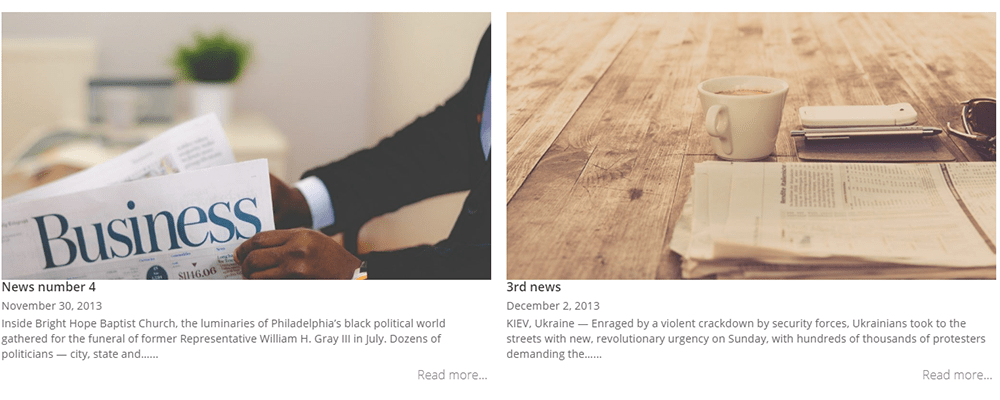 Business
$1146.06
News number 4
November 30, 2013
Inside Bright Hope Baptist Church, the luminaries of Philadelphia's black political world
gathered for the funeral of former Representative William H. Gray III in July. Dozens of
politicians — city, state and......
Read more...
3rd news
December 2, 2013
KIEV, Ukraine — Enraged by a violent crackdown by security forces, Ukrainians took to the
streets with new, revolutionary urgency on Sunday, with hundreds of thousands of protesters
demanding the......
Read more...